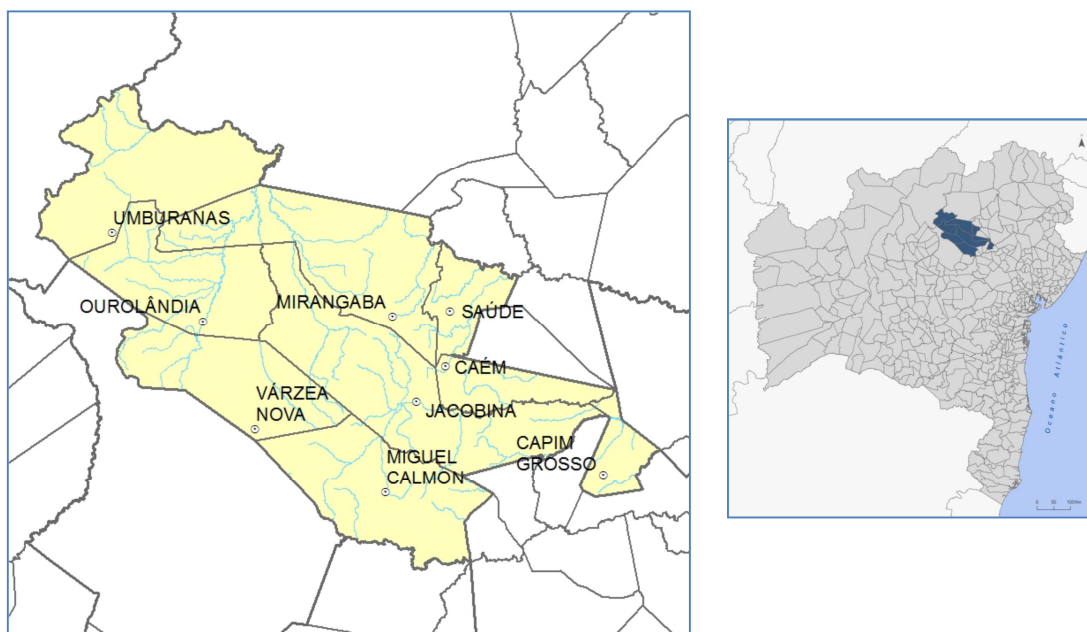 UMBURANAS
OUROLÂNDIA
MIRANGABA
SAÚDE
CAÉM
VÁRZEA
NOVA
JACOBINA
CAPIM
GROSSO
MIGUEL
CALMON
Oceano Atlântico